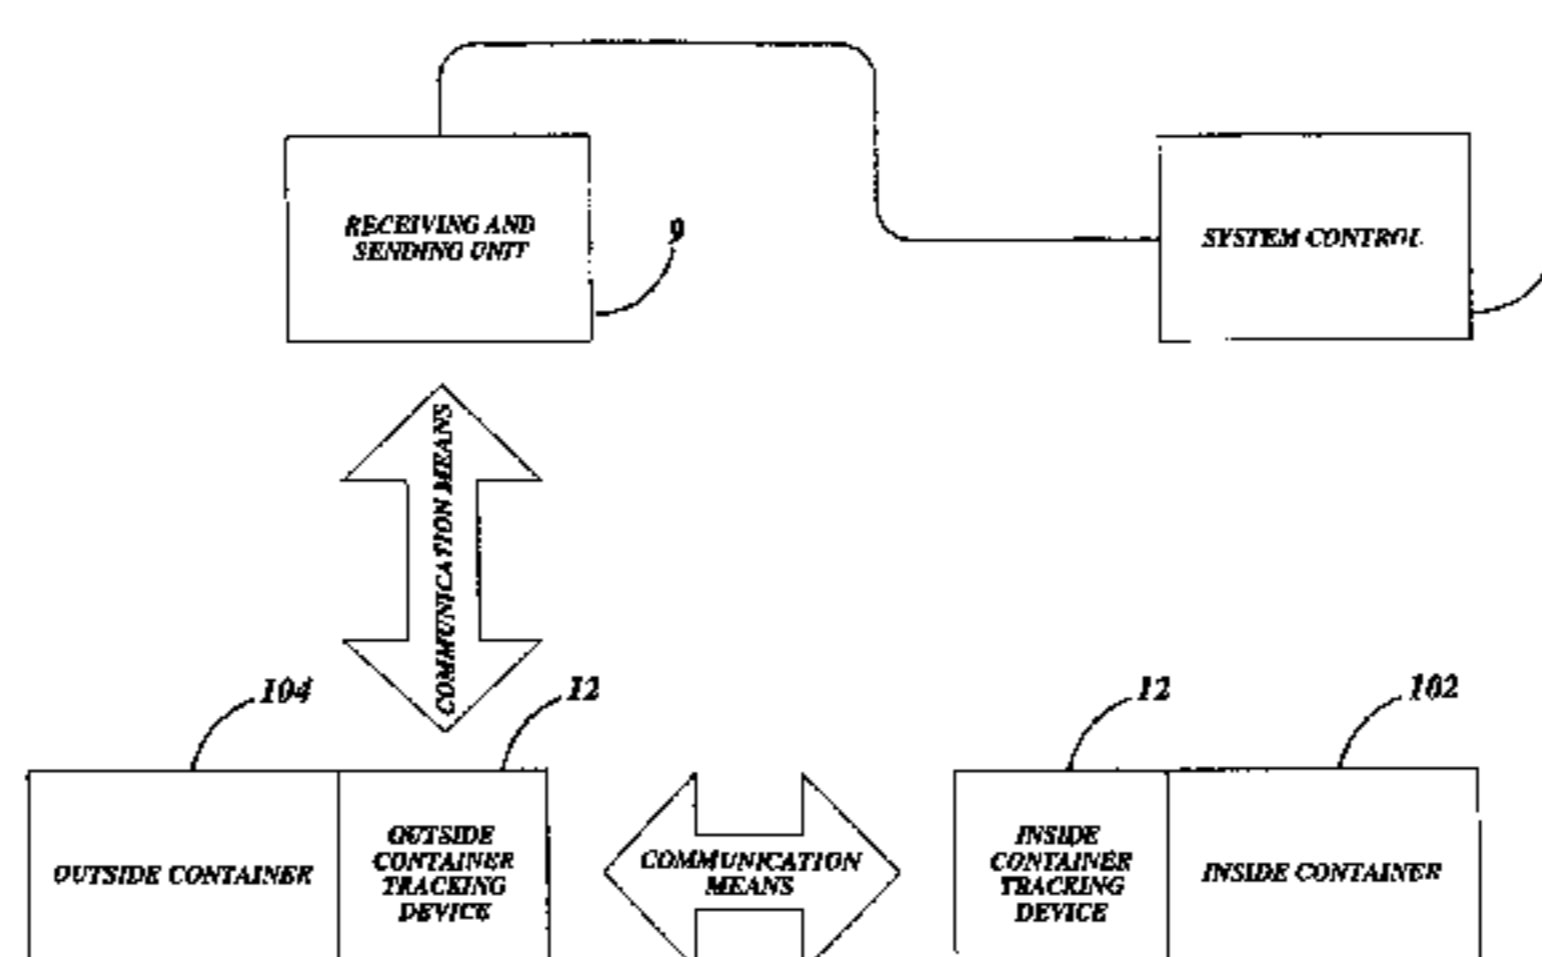 RECEIVING AND
SENDING UNIT
9
SYSTEM CONTROL
COMMUNICATION MEANS
104
12
12
102
OUTSIDE CONTAINER
OUTSIDE
CONTAINER
TRACKING
DEVICE
COMMUNICATION
MEANS
INSIDE
CONTAINER
TRACKING
DEVICE
INSIDE CONTAINER